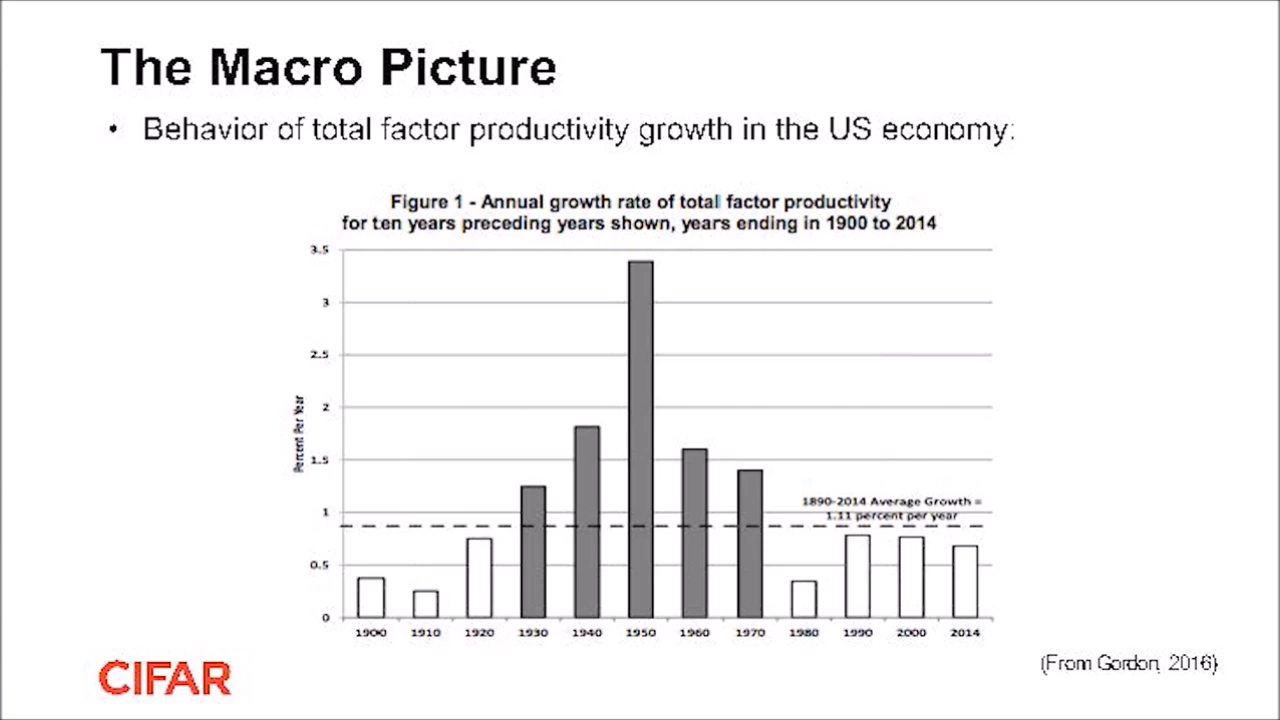 The Macro Picture
• Behavior of total factor productivity growth in the US economy:
Figure 1 - Annual growth rate of total factor productivity
for ten years preceding years shown, years ending in 1900 to 2014
3.5
3
2.5
2
1.5
1
0.5
0
Percent Per Year
1890-2014 Average Growth =
1.11 percent per year
1900 1910 1920 1930 1940 1950 1960 1970 1980 1990 2000 2014
CIFAR
(From Gordon, 2016)